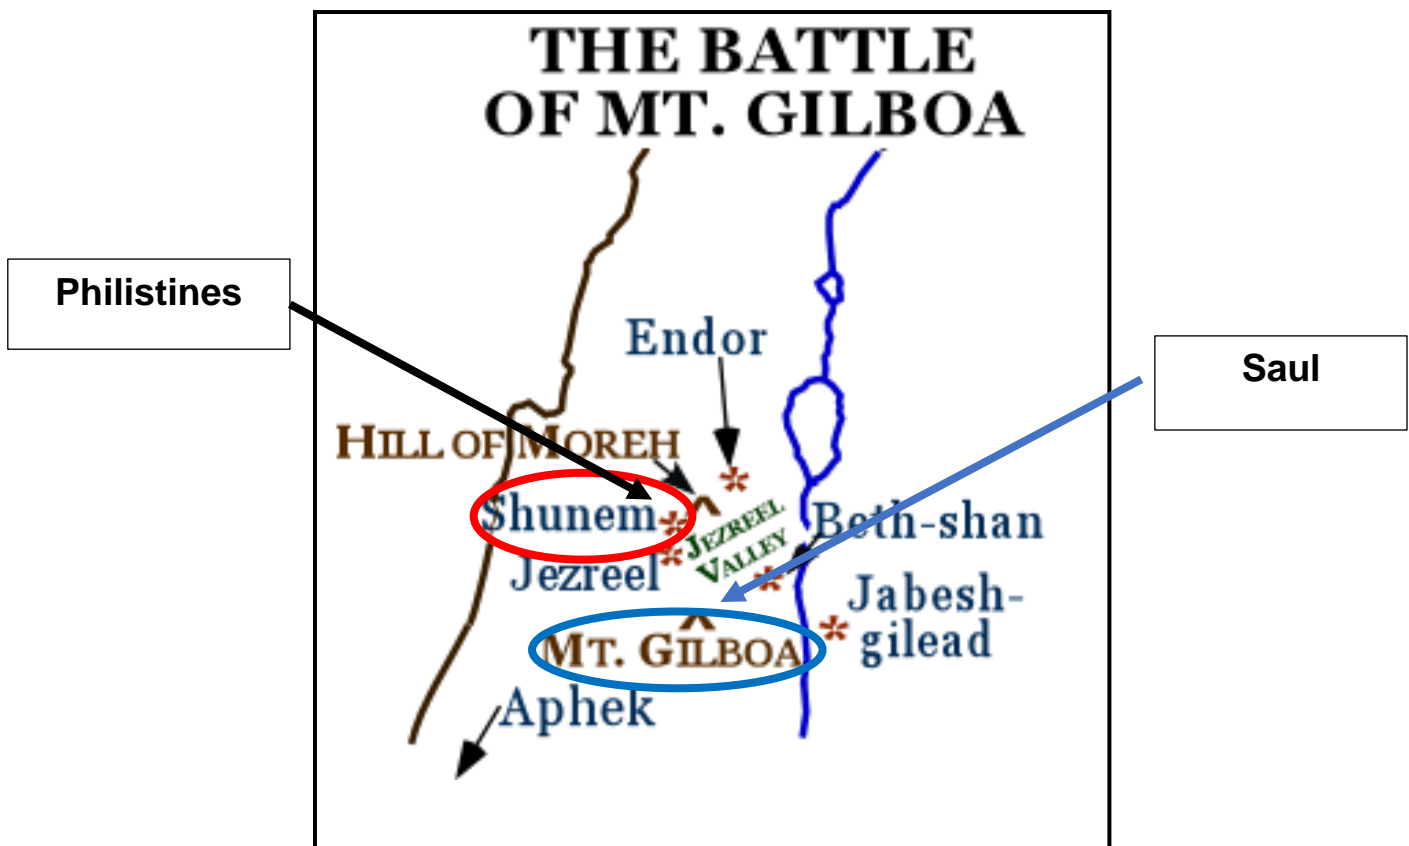 THE BATTLE
OF MT. GILBOA
Philistines
Endor
Saul
HILL OF MOREH
Shunem
JEZREEL
VALLEY
Beth-shan
Jezreel
Jabesh-
gilead
MT. GILBOA
Aphek